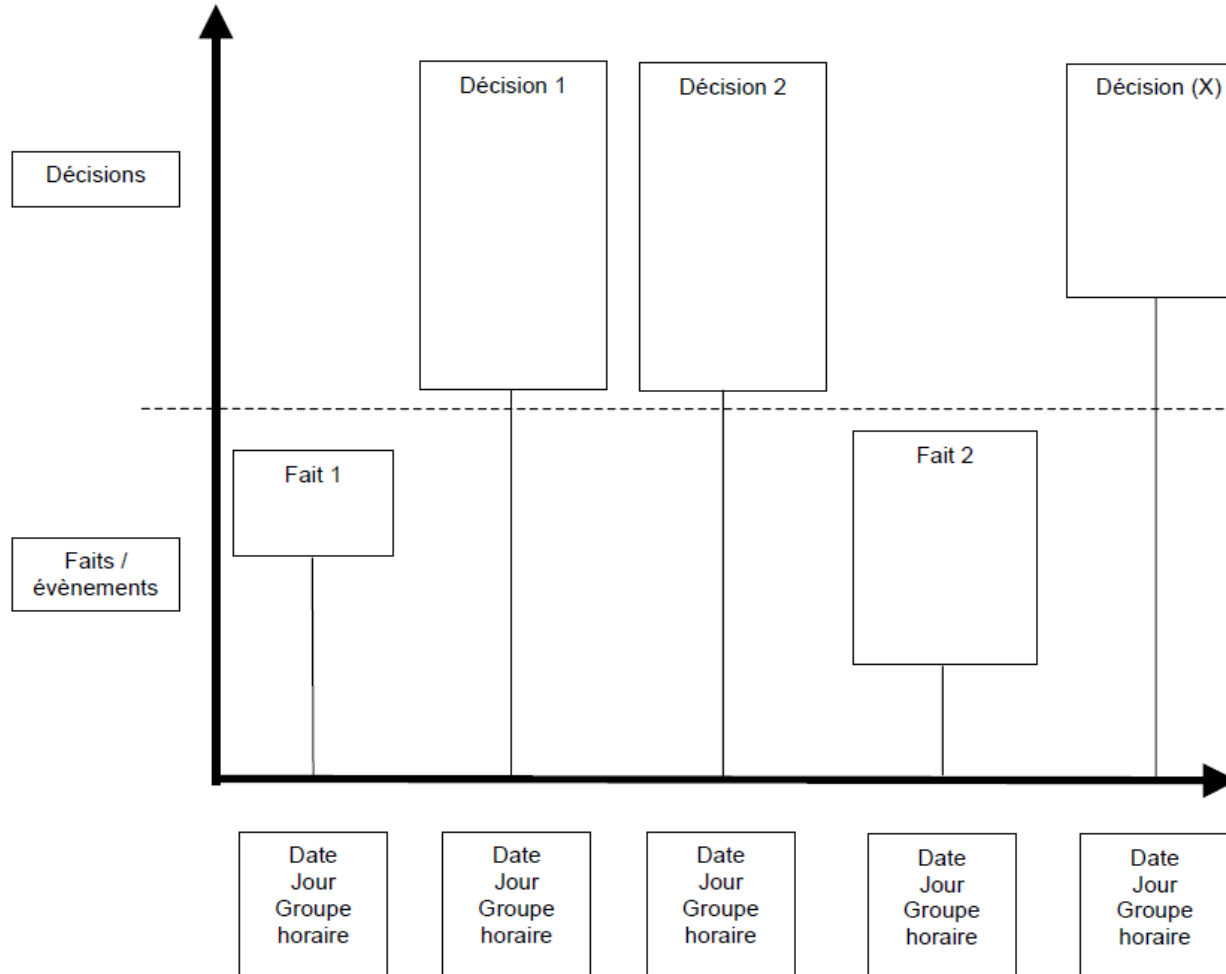 Décision 1
Décision 2
Décision (X)
Décisions
Fait 1
Fait 2
Faits /
évènements
Date
Jour
Groupe
horaire
Date
Jour
Groupe
horaire
Date
Jour
Groupe
horaire
Date
Jour
Groupe
horaire
Date
Jour
Groupe
horaire